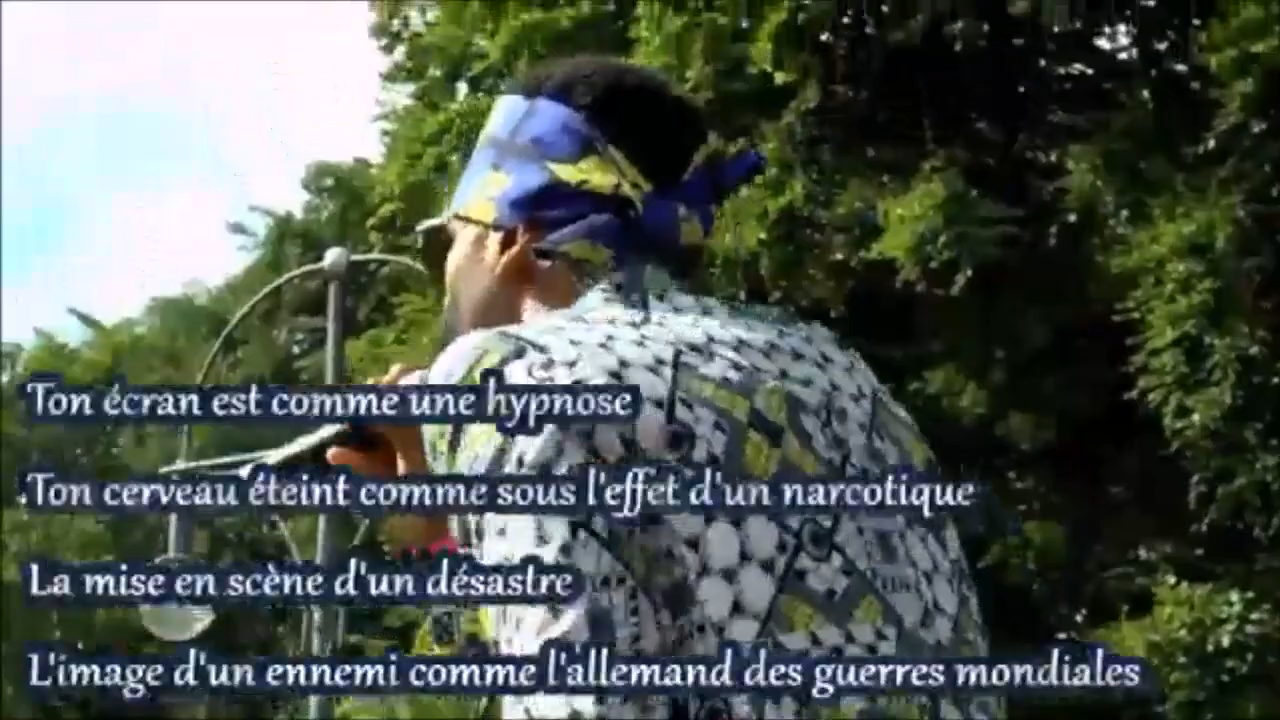 Ton écran est comme une hypnose
Ton cerveau éteint comme sous l'effet d'un narcotique
La mise en scène d'un désastre
L'image d'un ennemi comme l'allemand des guerres mondiales